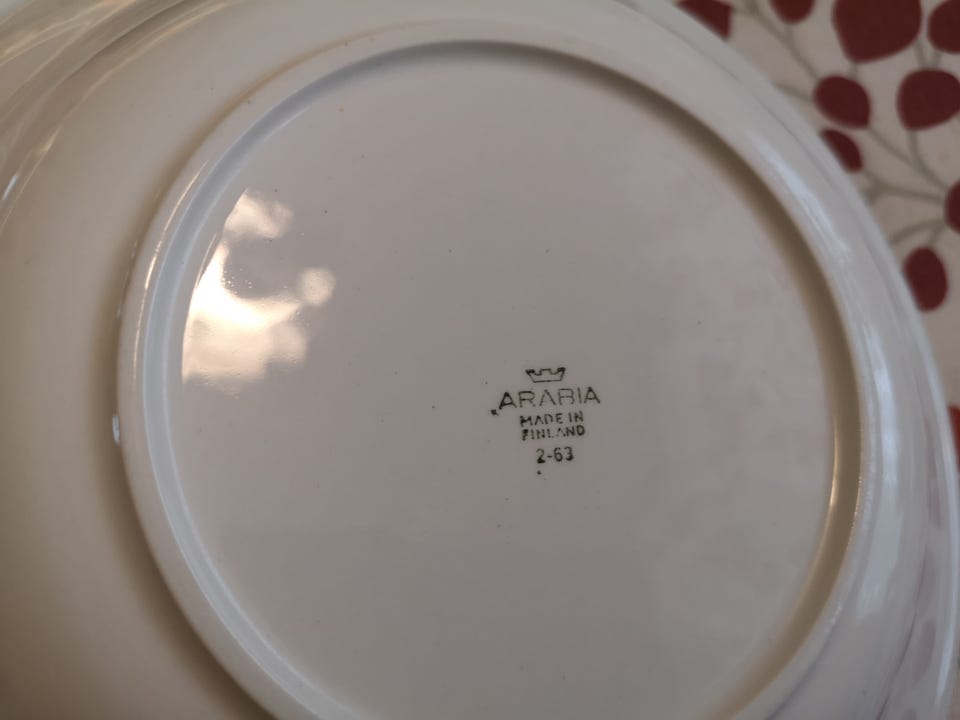 ARABIA
MADE IN
FINLAND
2-63